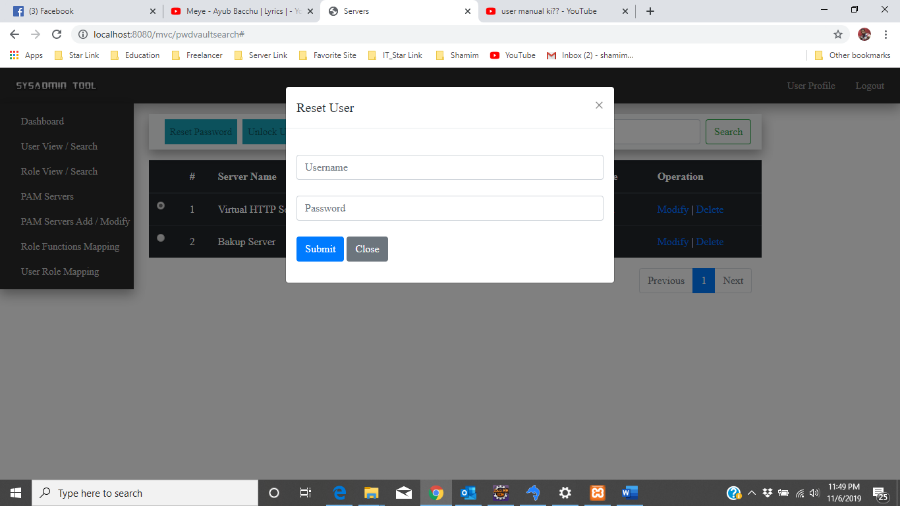 (3) Facebook
Meye - Ayub Bacchu | Lyrics | - Yo
Servers
user manual ki?? - YouTube
localhost:8080/mvc/pwdvaultsearch#
Apps Star Link Education Freelancer Server Link Favorite Site IT_Star Link Shamim YouTube Inbox (2) - shamim... Other bookmarks
SYSADMIN TOOL
User Profile Logout
Reset User
×
Dashboard
User View / Search
Role View / Search
PAM Servers
PAM Servers Add / Modify
Role Functions Mapping
User Role Mapping
Reset Password Unlock U
Search
Username
Password
Submit Close
# Server Name Operation
1 Virtual HTTP Se Modify | Delete
2 Bakup Server Modify | Delete
Previous 1 Next
Type here to search
11:49 PM
11/6/2019
25